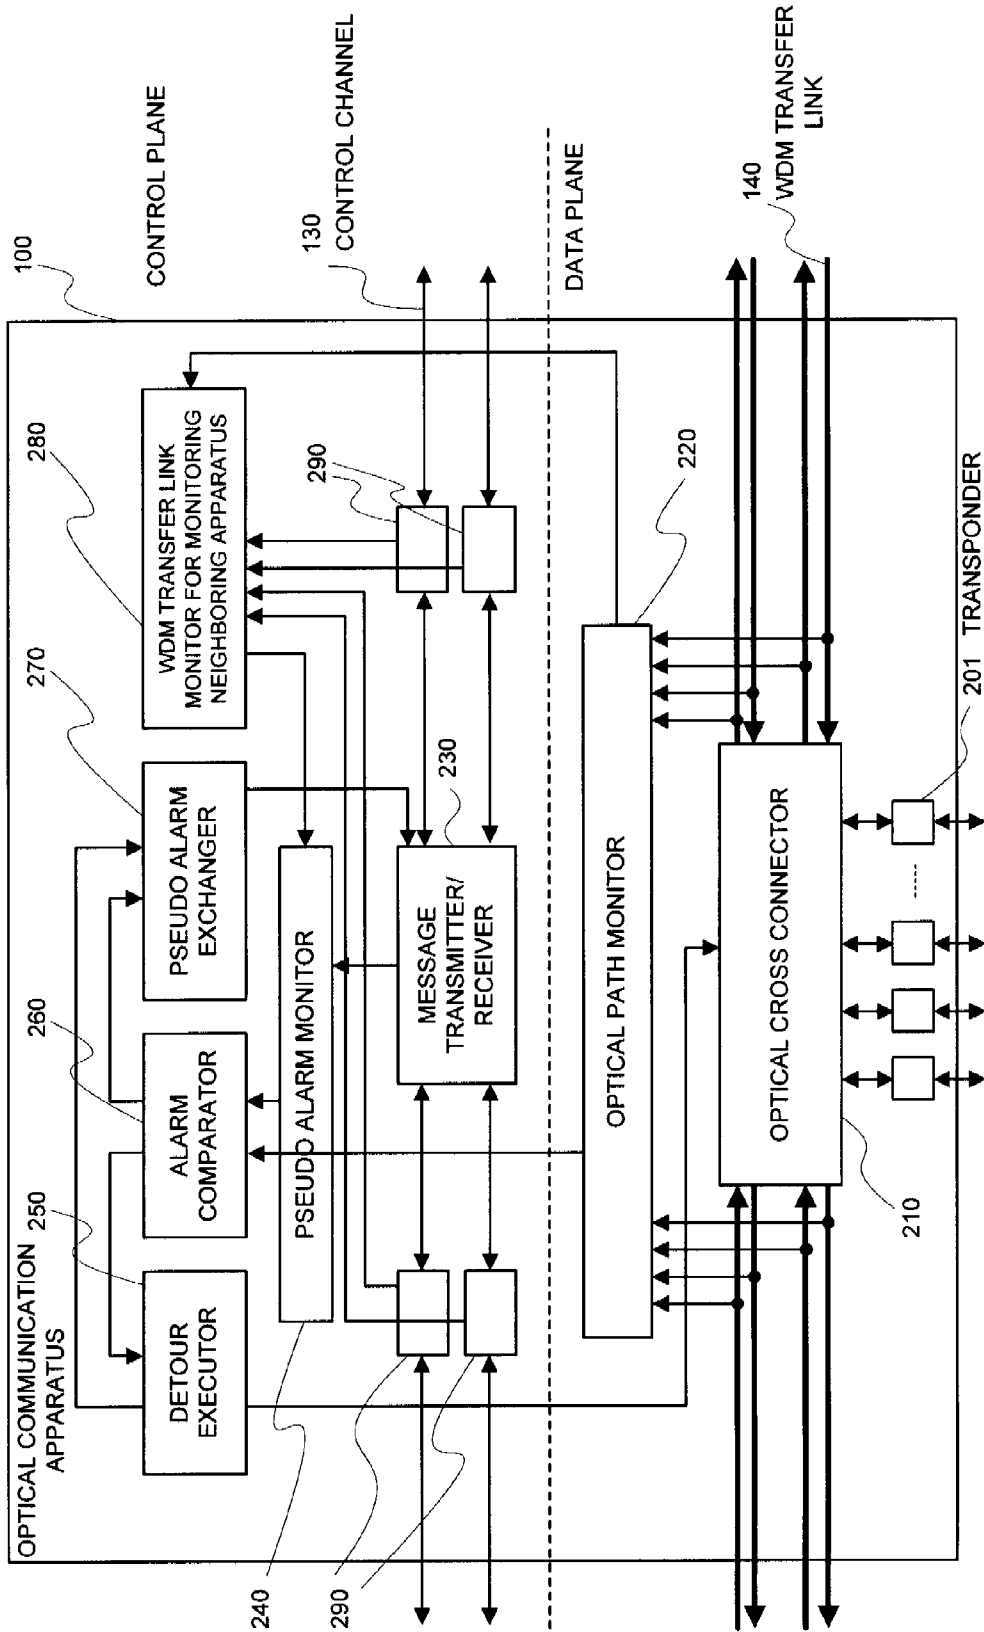 OPTICAL COMMUNICATION
APPARATUS
100
CONTROL PLANE
250
260
270
280
DETOUR
EXECUTOR
ALARM
COMPARATOR
PSEUDO ALARM
EXCHANGER
WDM TRANSFER LINK
MONITOR FOR MONITORING
NEIGHBORING APPARATUS
240
PSEUDO ALARM MONITOR
290
130
CONTROL CHANNEL
290
MESSAGE
TRANSMITTER/
RECEIVER
230
DATA PLANE
OPTICAL PATH MONITOR
220
140
WDM TRANSFER
LINK
OPTICAL CROSS CONNECTOR
210
201 TRANSPONDER